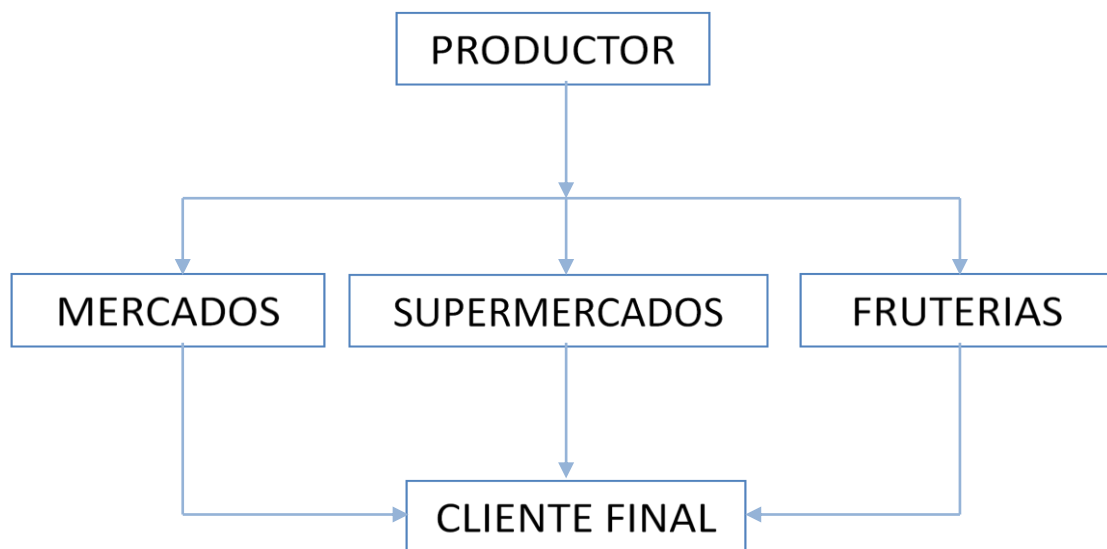 PRODUCTOR
MERCADOS
SUPERMERCADOS
FRUTERIAS
CLIENTE FINAL